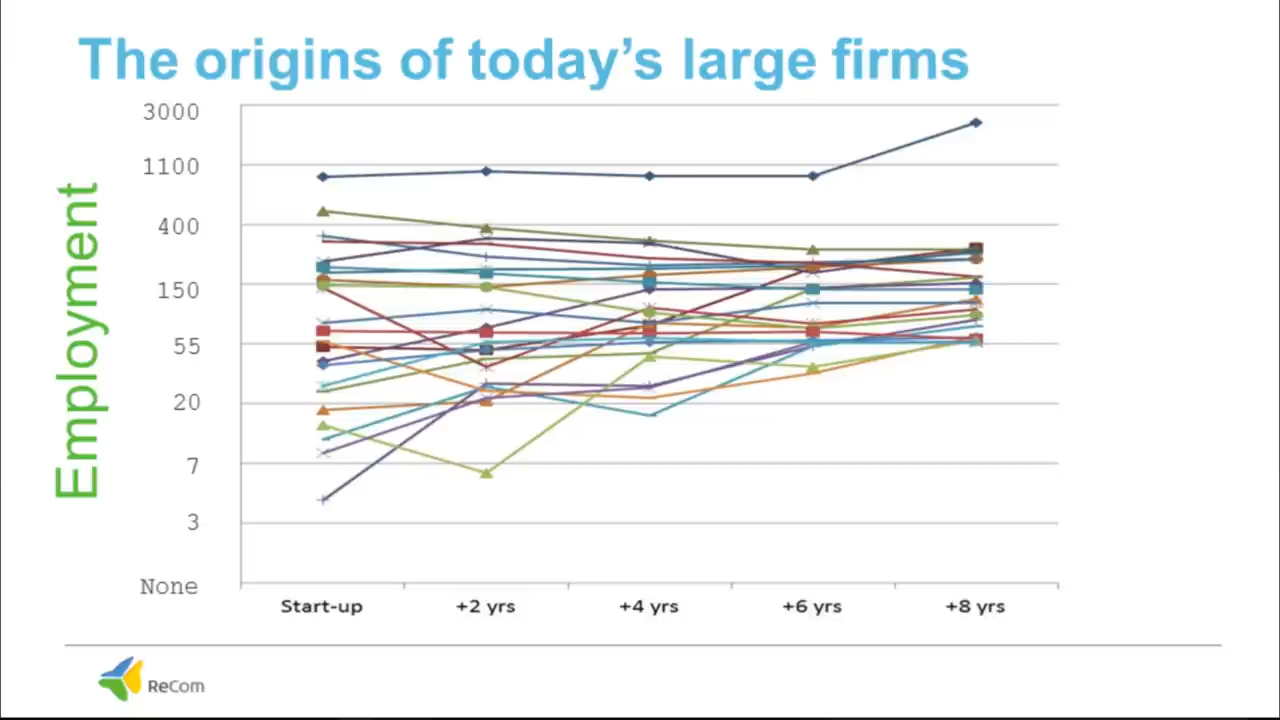 The origins of today's large firms
Employment
3000
1100
400
150
55
20
7
3
None
Start-up +2 yrs +4 yrs +6 yrs +8 yrs
ReCom